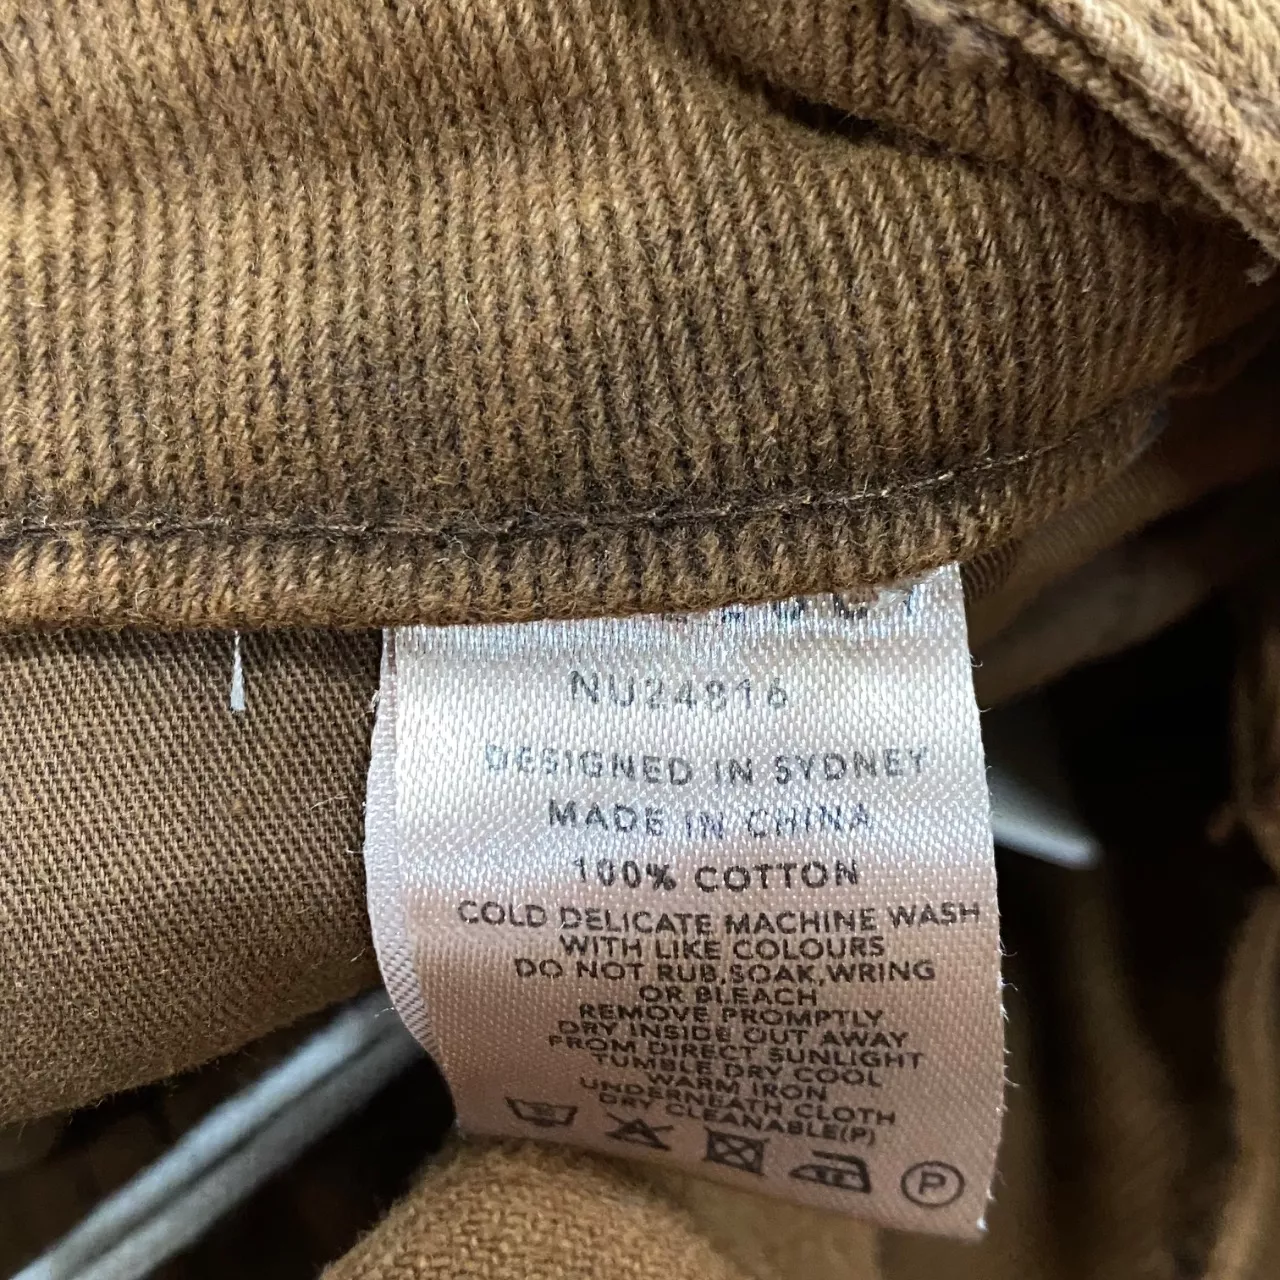 NU24816
DESIGNED IN SYDNEY
MADE IN CHINA
100% COTTON
COLD DELICATE MACHINE WASH
WITH LIKE COLOURS
DO NOT RUB,SOAK,WRING
OR BLEACH
REMOVE PROMPTLY
DRY INSIDE OUT AWAY
FROM DIRECT SUNLIGHT
TUMBLE DRY COOL
WARM IRON
UNDERNEATH CLOTH
DRY CLEANABLE(P)
P